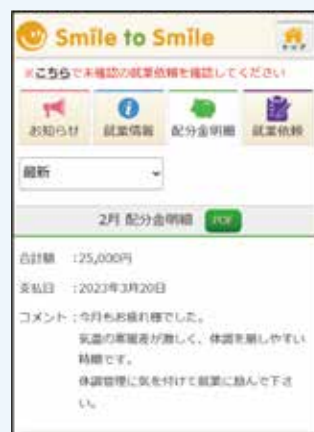 Smile to Smile
トップ
※こちらで未確認の就業依頼を確認してください
お知らせ
就業情報
配分金明細
就業依頼
最新
2月 配分金明細 PDF
合計額 :25,000円
支払日 :2023年3月20日
コメント:今月もお疲れ様でした。
気温の寒暖差が激しく、体調を崩しやすい
時期です。
体調管理に気を付けて就業に励んで下さ
い。